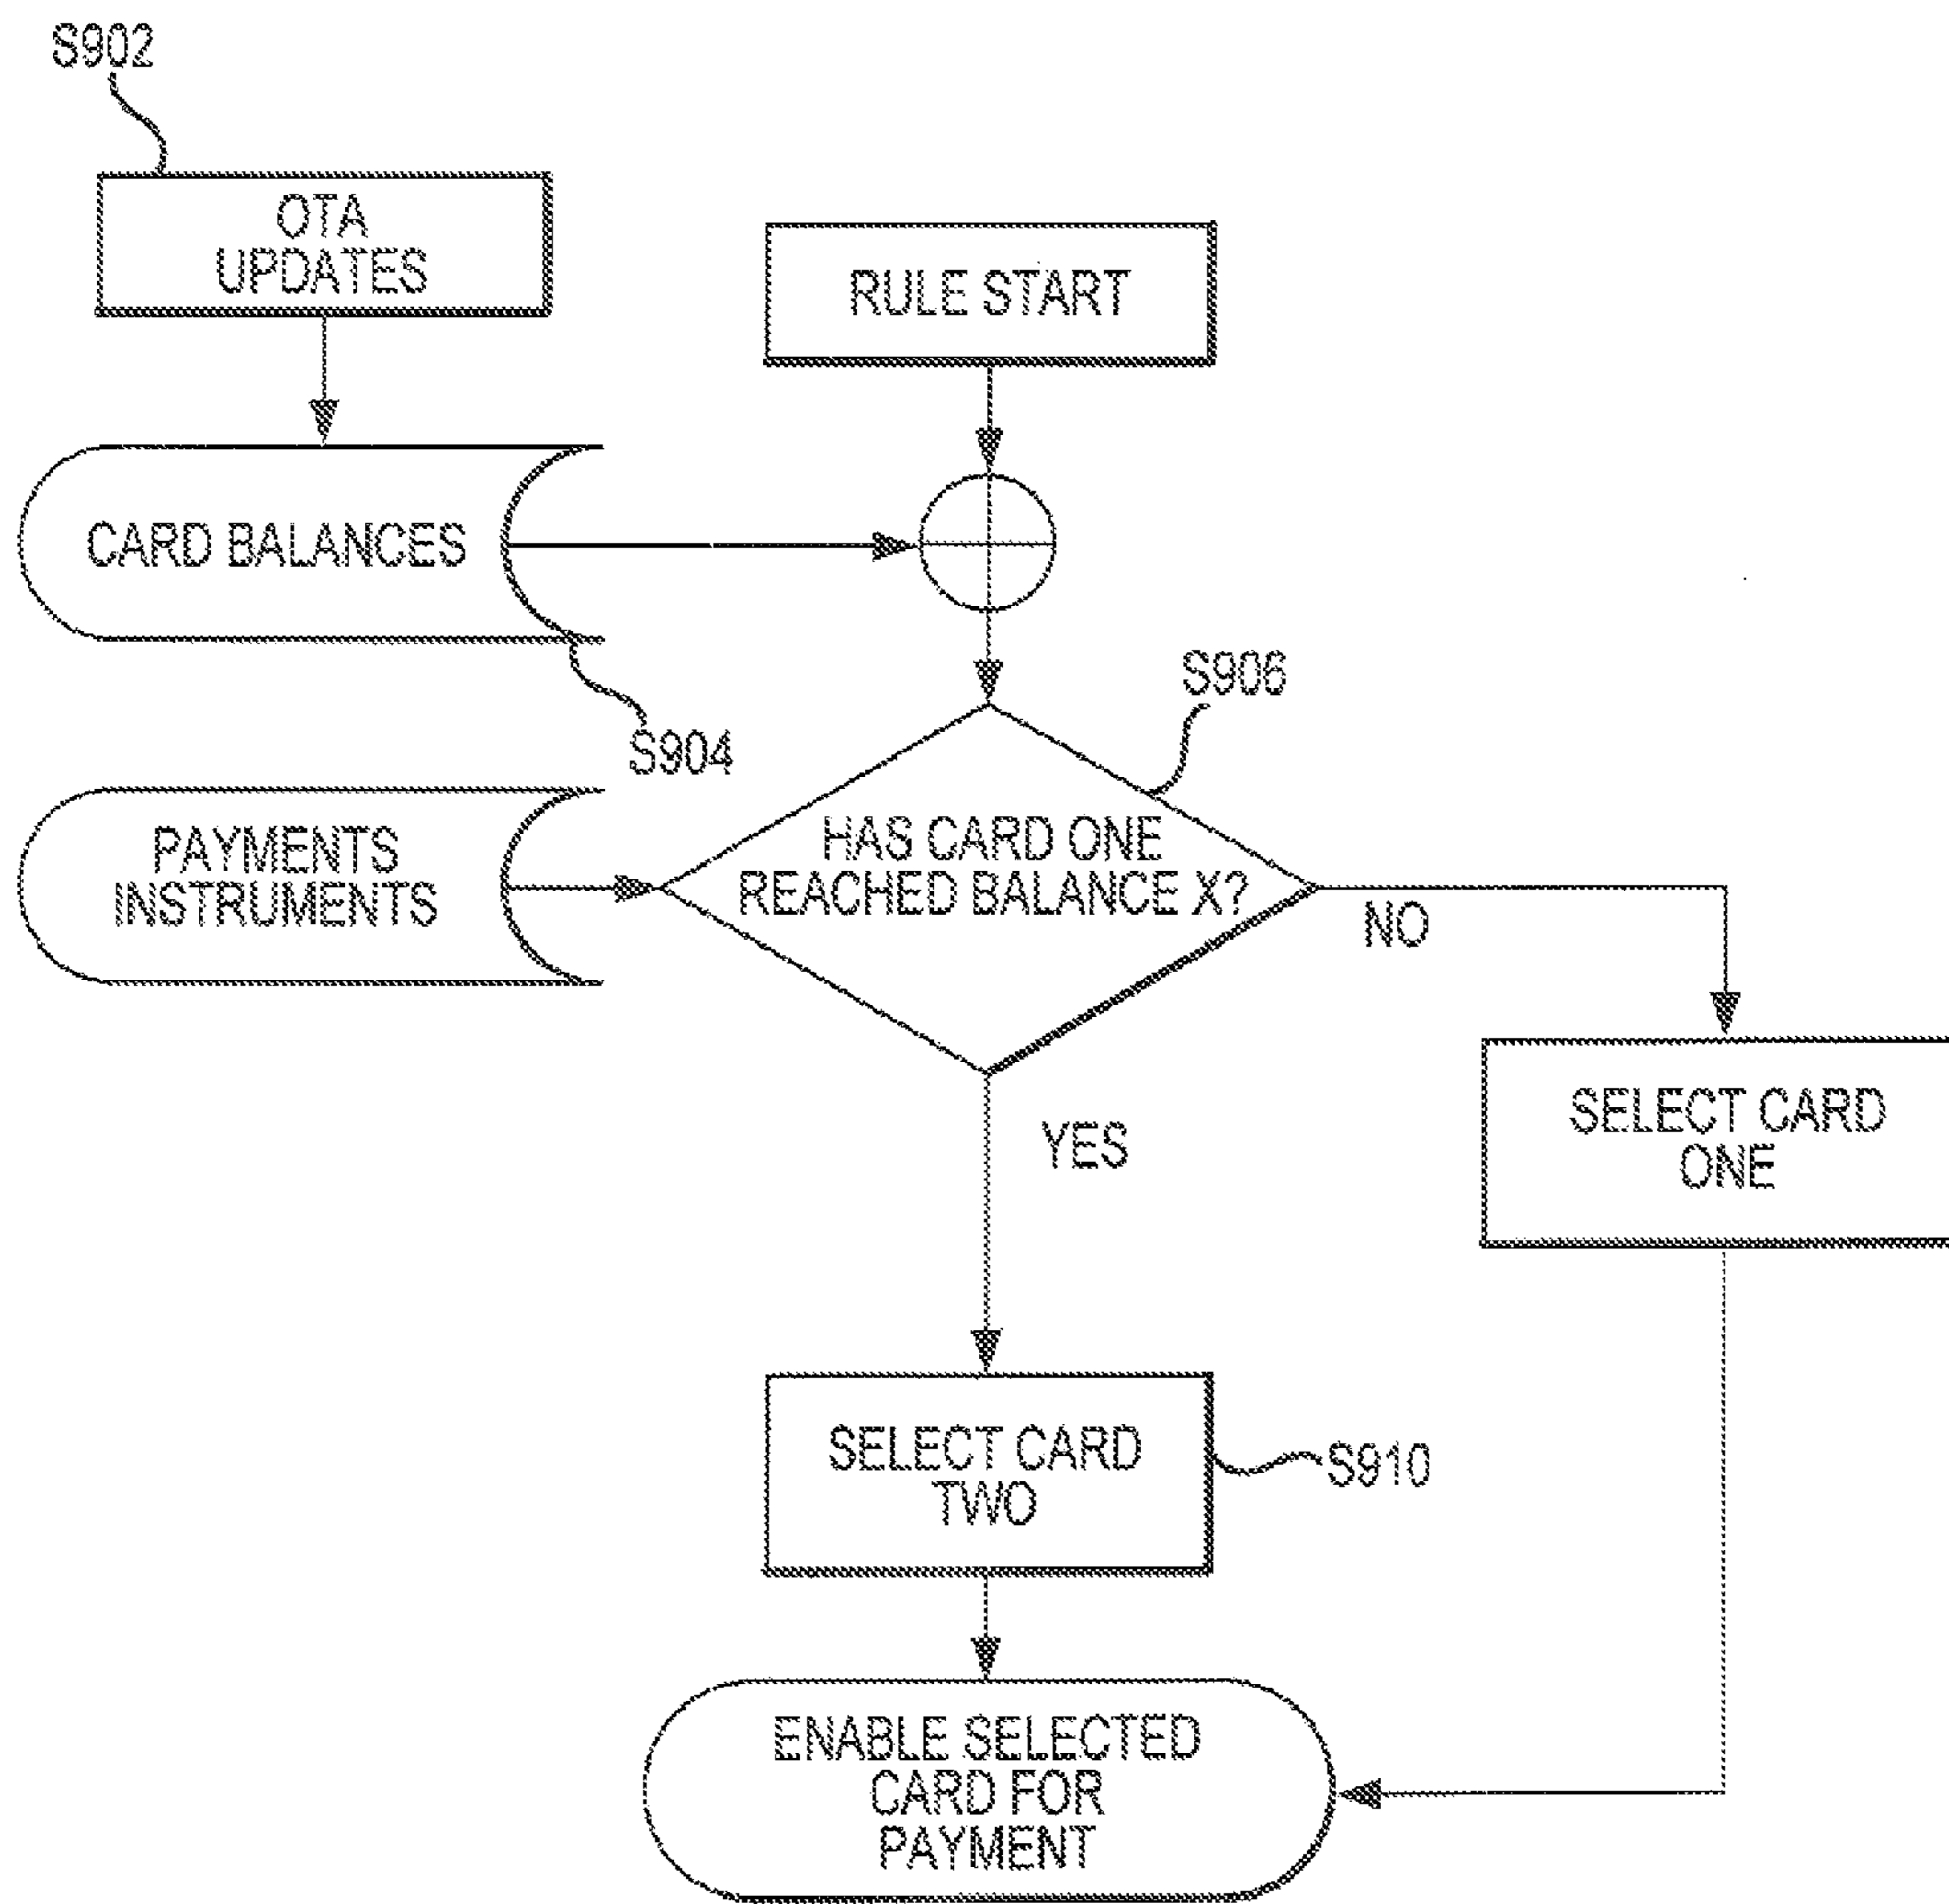 S902
OTA
UPDATES
RULE START
CARD BALANCES
S904
S906
PAYMENTS
INSTRUMENTS
HAS CARD ONE
REACHED BALANCE X?
NO
YES
SELECT CARD
ONE
SELECT CARD
TWO
S910
ENABLE SELECTED
CARD FOR
PAYMENT